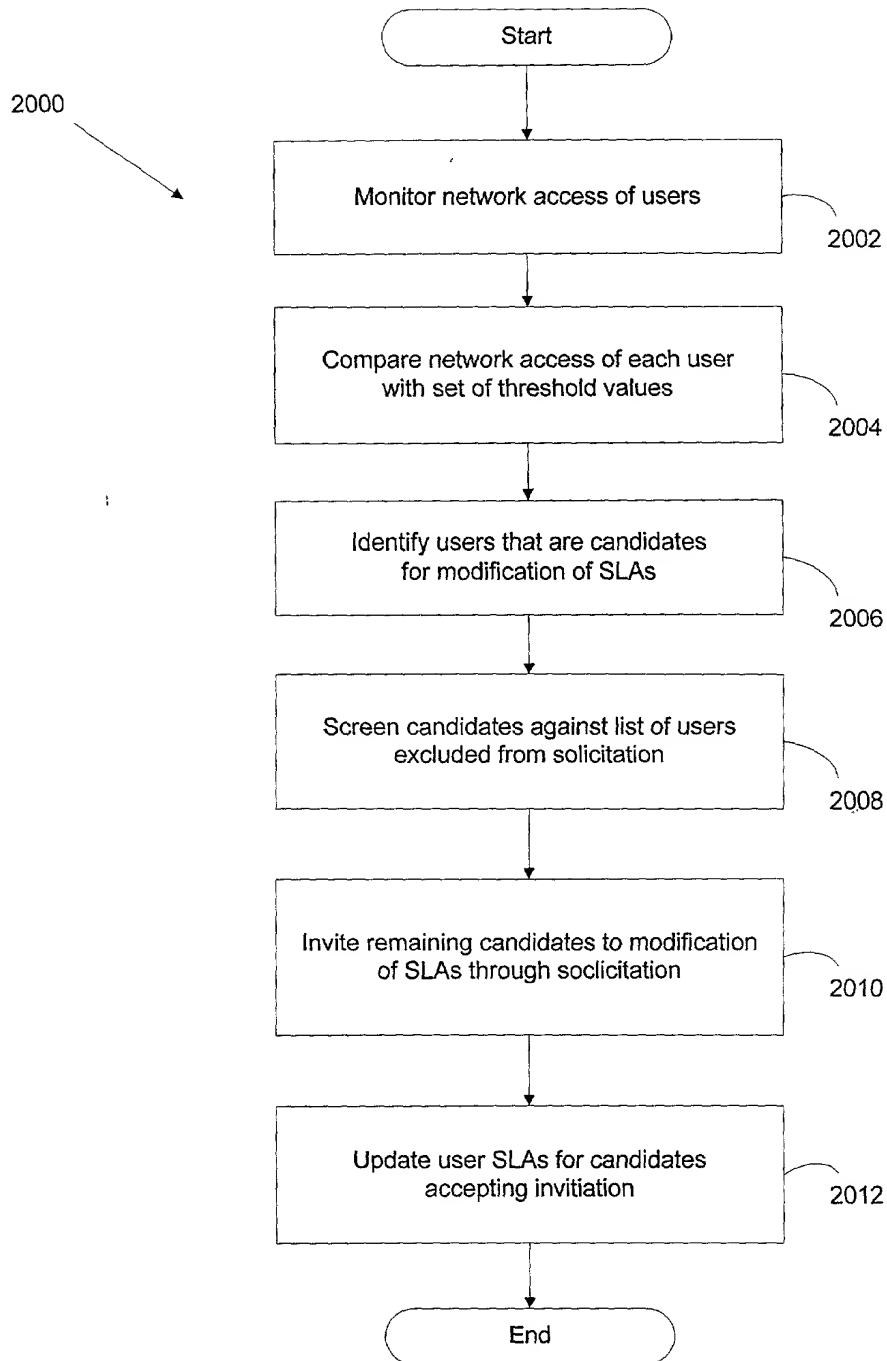 Start
2000
Monitor network access of users
2002
Compare network access of each user
with set of threshold values
2004
Identify users that are candidates
for modification of SLAs
2006
Screen candidates against list of users
excluded from solicitation
2008
Invite remaining candidates to modification
of SLAs through soclicitation
2010
Update user SLAs for candidates
accepting invitiation
2012
End